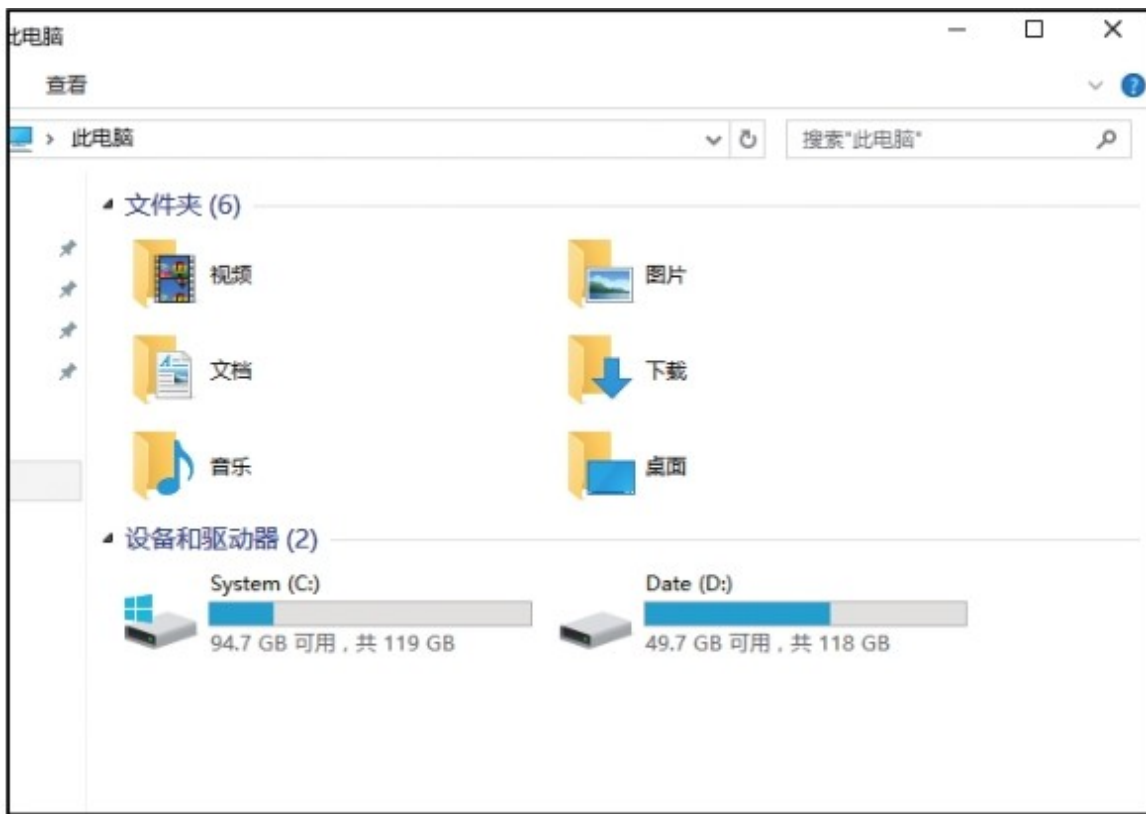 此电脑
查看
此电脑
搜索"此电脑"
文件夹 (6)
视频
图片
文档
下载
音乐
桌面
设备和驱动器 (2)
System (C:)
94.7 GB 可用，共 119 GB
Date (D:)
49.7 GB 可用，共 118 GB